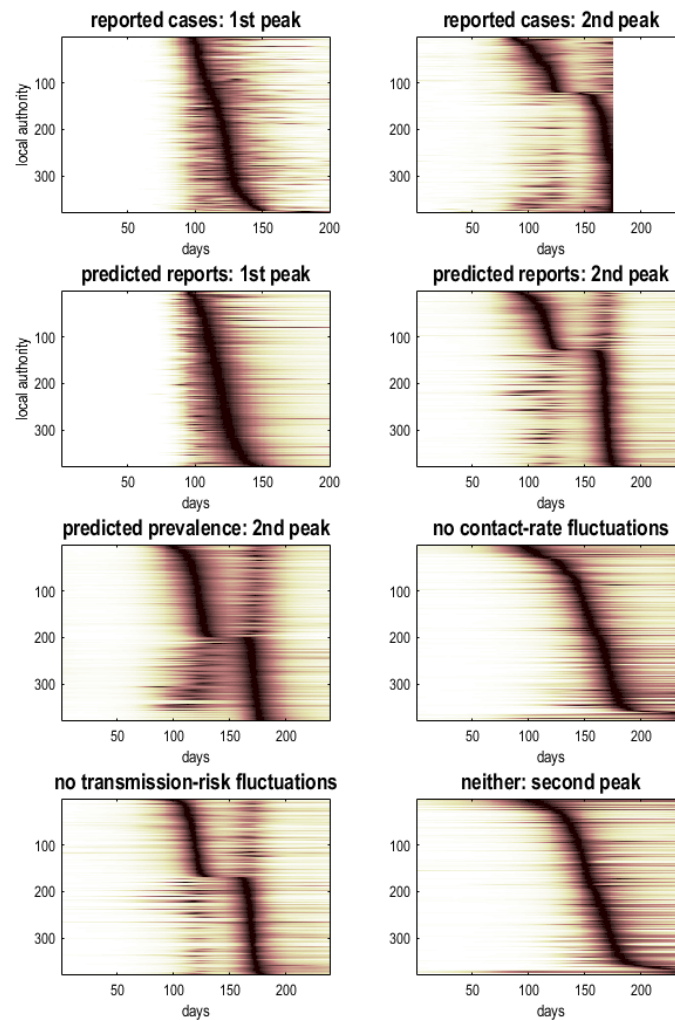 reported cases: 1st peak
local authority
100
200
300
50 100 150 200
days
reported cases: 2nd peak
100
200
300
50 100 150 200
days
predicted reports: 1st peak
local authority
100
200
300
50 100 150 200
days
predicted reports: 2nd peak
100
200
300
50 100 150 200
days
predicted prevalence: 2nd peak
100
200
300
50 100 150 200
days
no contact-rate fluctuations
100
200
300
50 100 150 200
days
no transmission-risk fluctuations
100
200
300
50 100 150 200
days
neither: second peak
100
200
300
50 100 150 200
days